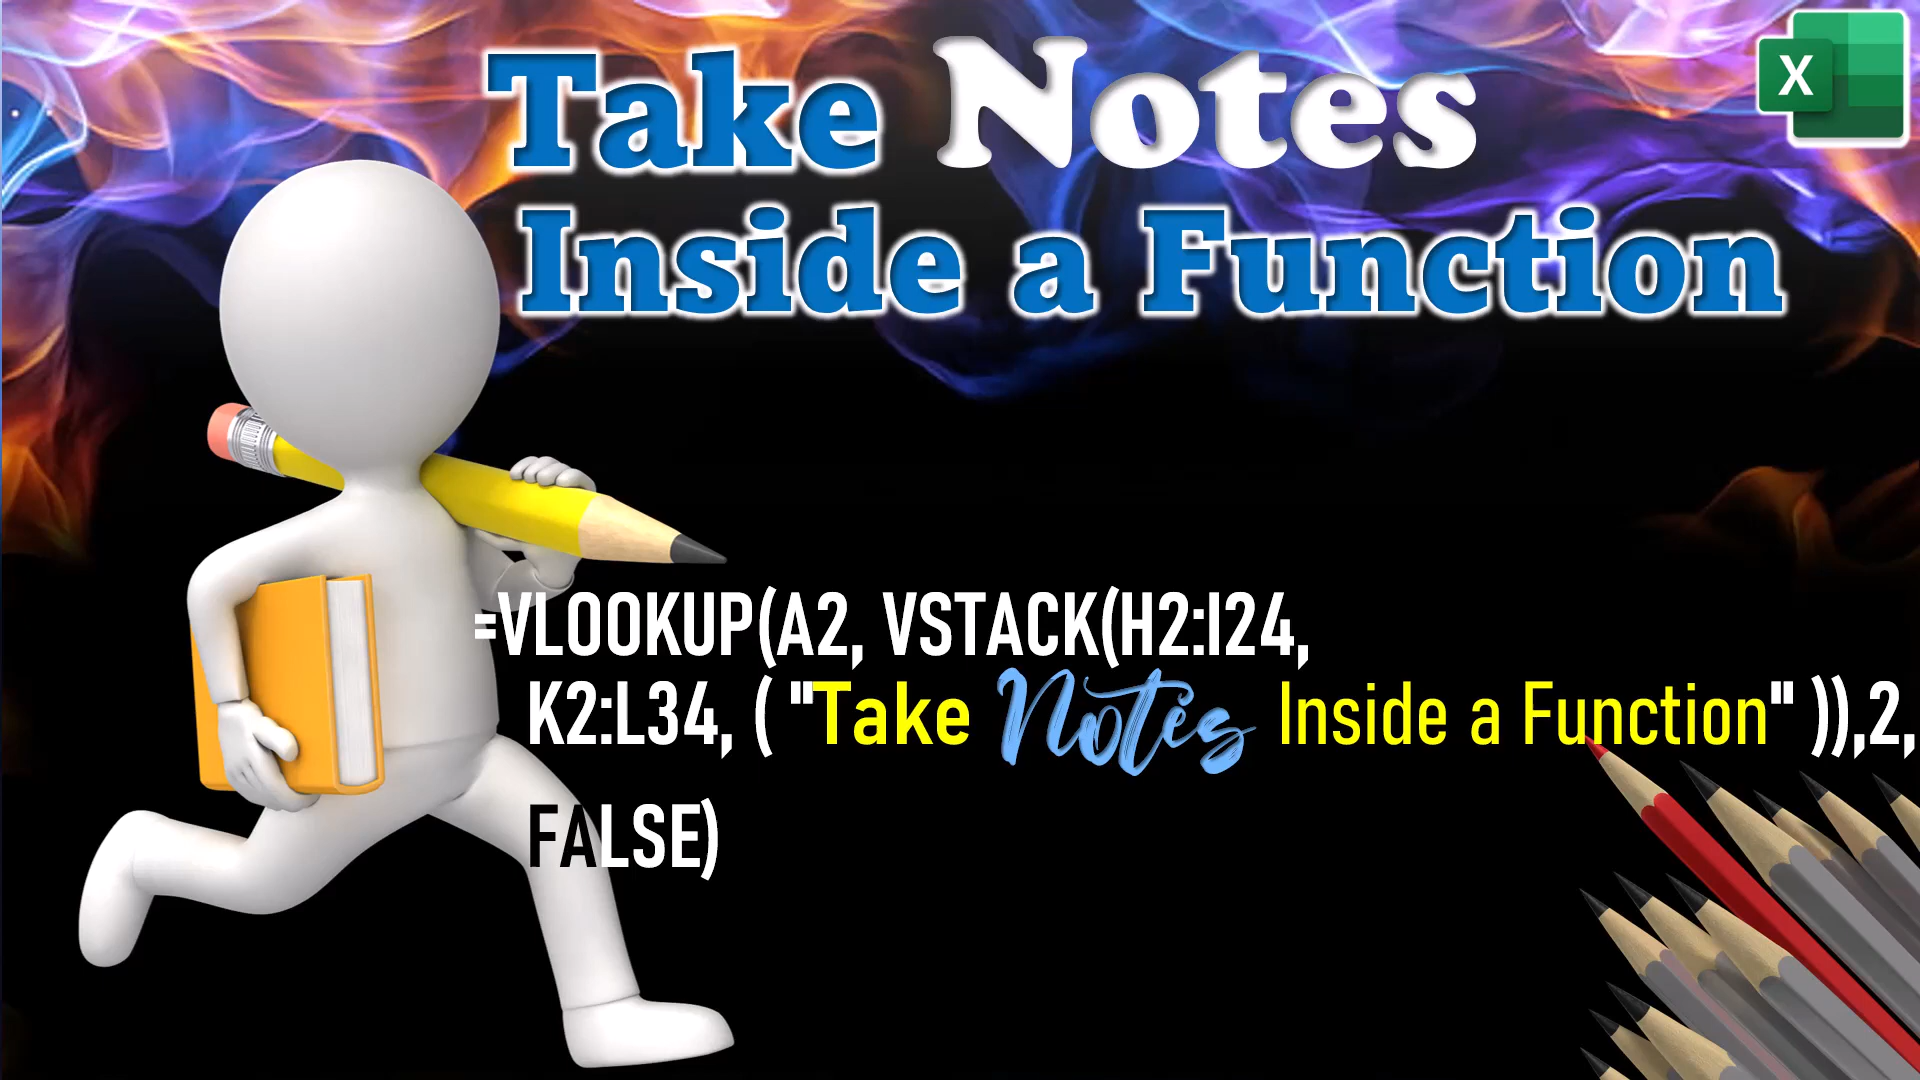 Take Notes
X
Inside a Function
=VLOOKUP(A2, VSTACK(H2:I24,
K2:L34, ( "Take Notes Inside a Function" )),2,
FALSE)